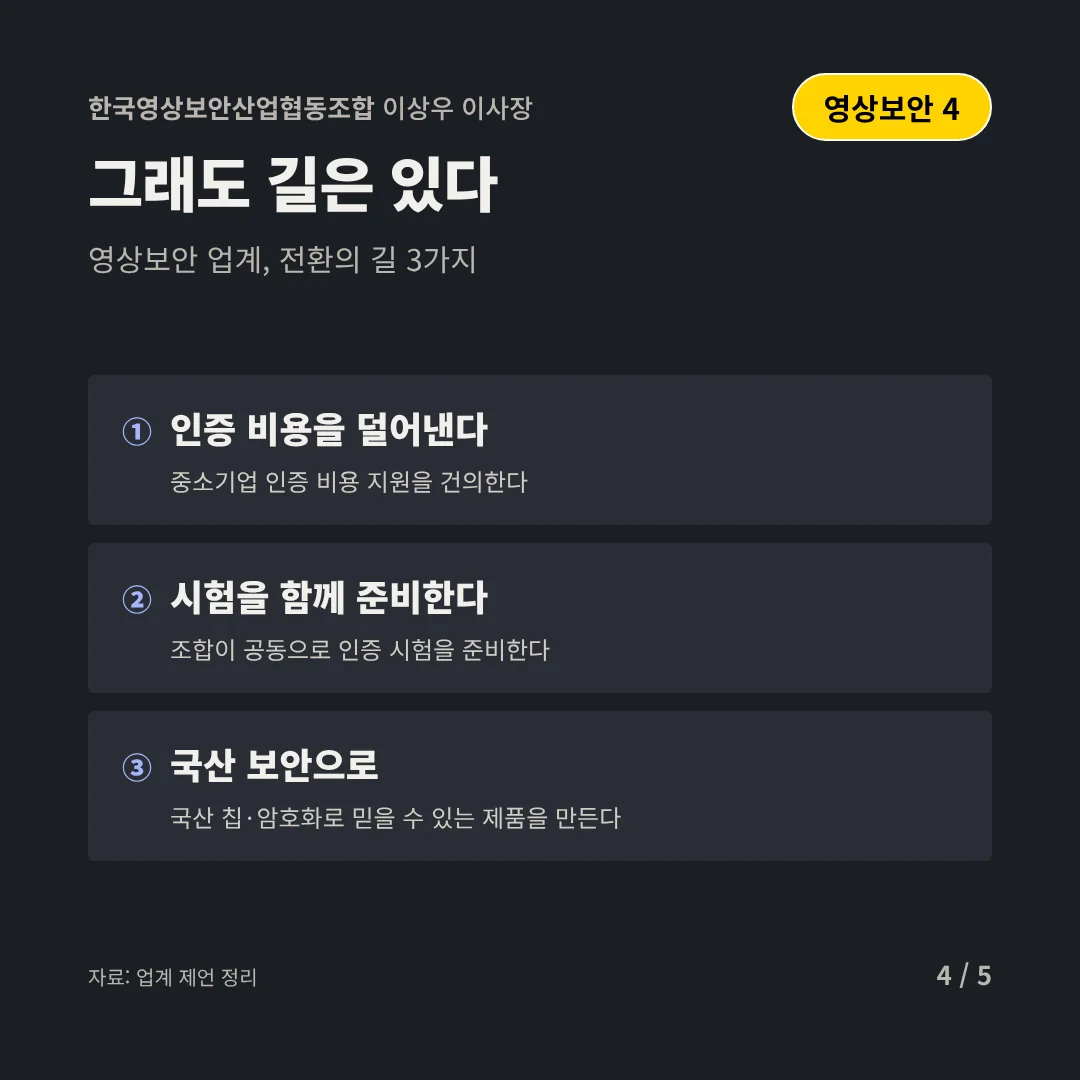 한국영상보안산업협동조합 이상우 이사장
영상보안 4
그래도 길은 있다
영상보안 업계, 전환의 길 3가지
① 인증 비용을 덜어낸다
중소기업 인증 비용 지원을 건의한다
② 시험을 함께 준비한다
조합이 공동으로 인증 시험을 준비한다
③ 국산 보안으로
국산 칩·암호화로 믿을 수 있는 제품을 만든다
자료: 업계 제언 정리
4 / 5